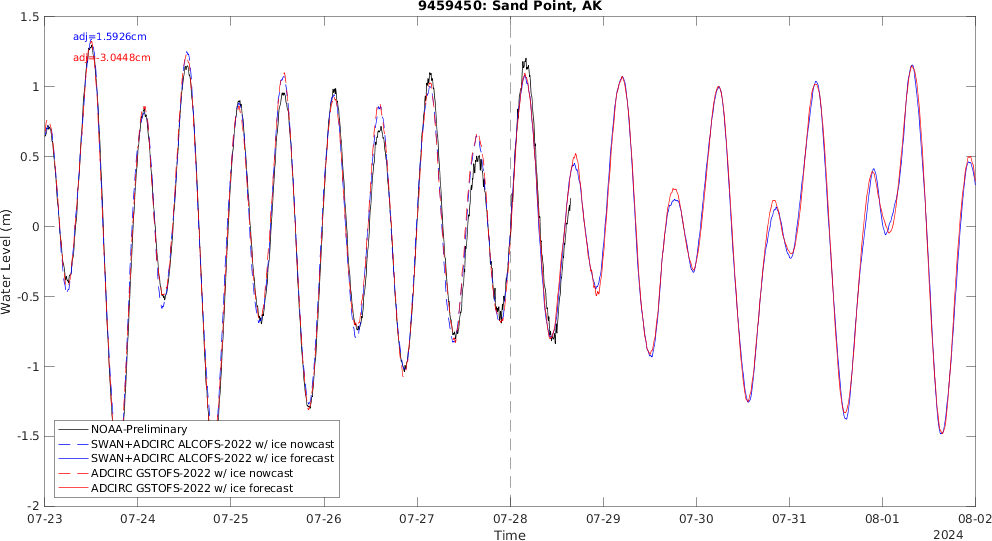 9459450: Sand Point, AK
adj=1.5926cm
adj=-3.0448cm
1.5
1
0.5
0
-0.5
-1
-1.5
-2
Water Level (m)
NOAA-Preliminary
SWAN+ADCIRC ALCOFS-2022 w/ ice nowcast
SWAN+ADCIRC ALCOFS-2022 w/ ice forecast
ADCIRC GSTOFS-2022 w/ ice nowcast
ADCIRC GSTOFS-2022 w/ ice forecast
07-23 07-24 07-25 07-26 07-27 07-28 07-29 07-30 07-31 08-01 08-02
Time
2024